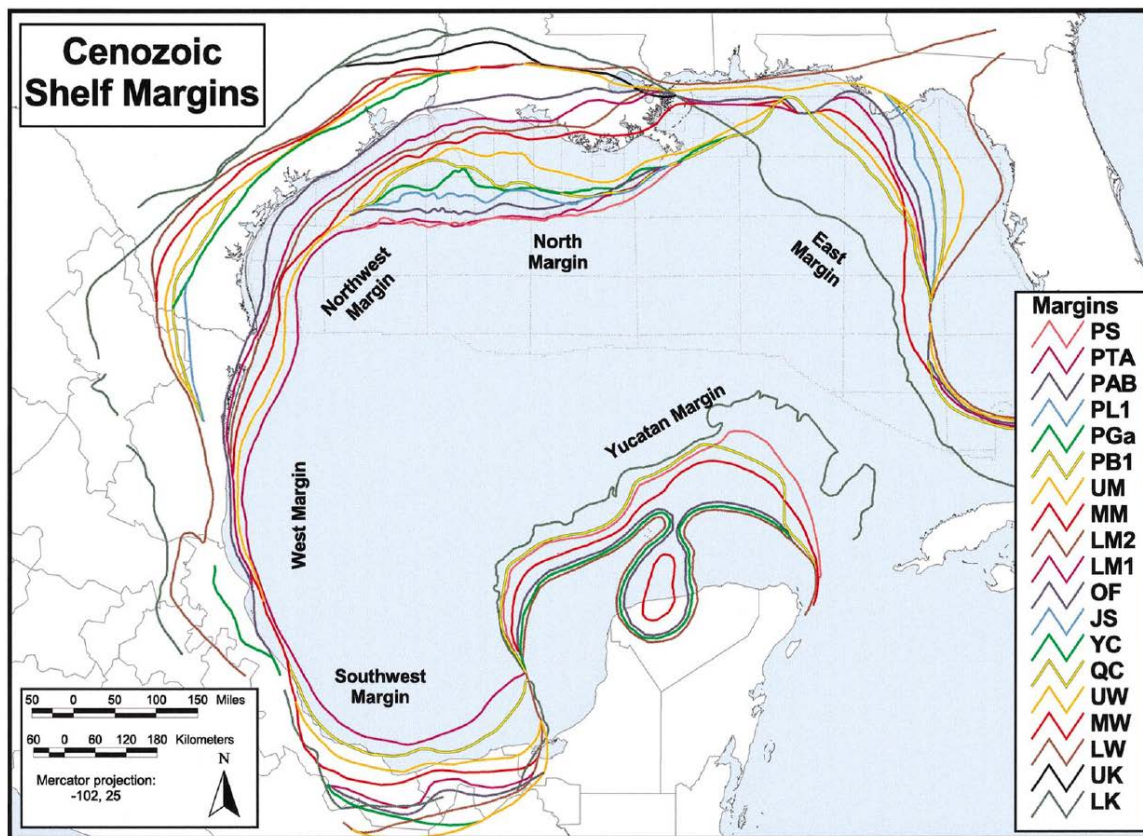 Cenozoic
Shelf Margins
North
Margin
Northwest
Margin
East
Margin
Yucatan Margin
West Margin
Southwest
Margin
Margins
PS
PTA
PAB
PL1
PGa
PB1
UM
MM
LM2
LM1
OF
JS
YC
QC
UW
MW
LW
UK
LK
50 0 50 100 150 Miles
60 0 60 120 180 Kilometers
Mercator projection:
-102, 25
N